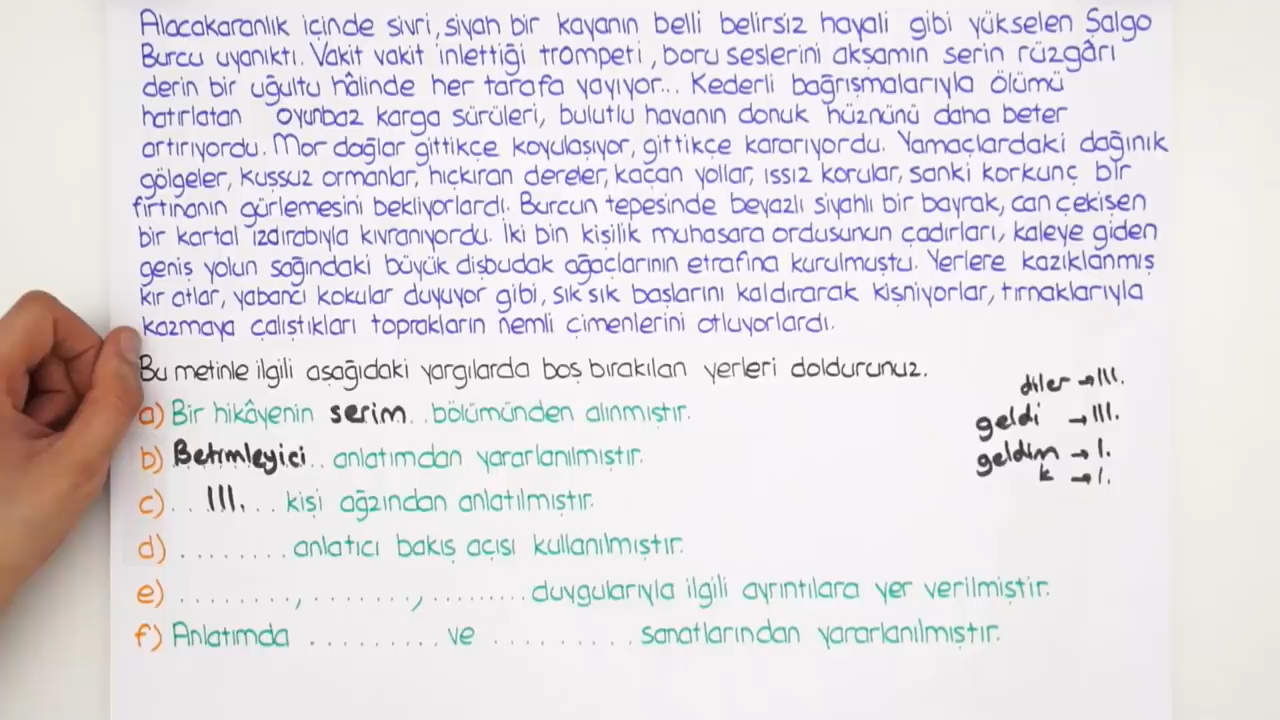 Alacakaranlık içinde sivri, siyah bir kayanın belli belirsiz hayali gibi yükselen Şalgo
Burcu uyanıktı. Vakit vakit inlettiği trompeti, boru seslerini akşamın serin rüzgârı
derin bir uğultu hâlinde her tarafa yayıyor... Kederli bağrışmalarıyla ölümü
hatırlatan oyunbaz karga sürüleri, bulutlu havanın donuk hüznünü daha beter
artırıyordu. Mor dağlar gittikçe koyulaşıyor, gittikçe kararıyordu. Yamaçlardaki dağınık
gölgeler, kuşsuz ormanlar, hıçkıran dereler, kaçan yollar, ıssız korular, sanki korkunç bir
fırtınanın gürlemesini bekliyorlardı. Burcun tepesinde beyazlı siyahlı bir bayrak, can çekişen
bir kartal ızdırabıyla kıvranıyordu. İki bin kişilik muhasara ordusunun çadırları, kaleye giden
geniş yolun sağındaki büyük dişbudak ağaçlarının etrafına kurulmuştu. Yerlere kazıklanmış
kır atlar, yabancı kokular duyuyor gibi, sık sık başlarını kaldırarak kişniyorlar, tırnaklarıyla
kazmaya çalıştıkları toprakların nemli çimenlerini otluyorlardı.
Bu metinle ilgili aşağıdaki yargılarda boş bırakılan yerleri doldurunuz.
diler → III.
a) Bir hikâyenin serim.. bölümünden alınmıştır.
geldi → III.
b) Betimleyici.. anlatımdan yararlanılmıştır.
geldim → I.
k → I.
c) .. III. .. kişi ağzından anlatılmıştır.
d) ........ anlatıcı bakış açısı kullanılmıştır.
e) ........, ........, ........ duygularıyla ilgili ayrıntılara yer verilmiştir.
f) Anlatımda ......... ve ......... sanatlarından yararlanılmıştır.